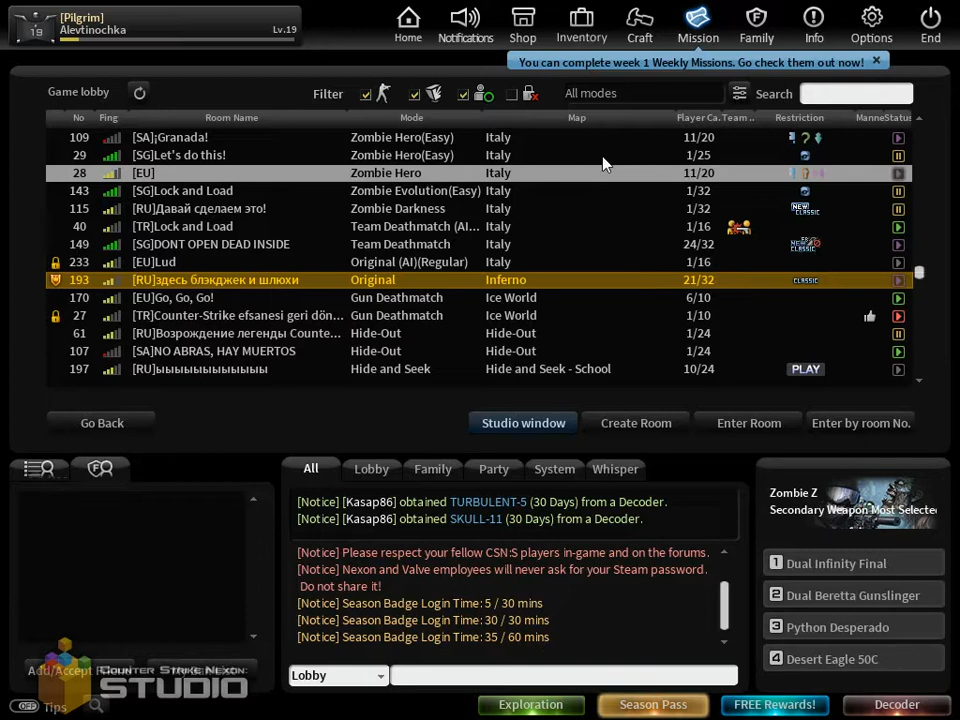 [Pilgrim]
Alevtinochka
19
Lv.19
Home
Notifications
Shop
Inventory
Craft
Mission
Family
Info
Options
End
You can complete week 1 Weekly Missions. Go check them out now!
Game lobby
Filter
All modes
Search
No Ping Room Name Mode Map Player Ca. Team .. Restriction Manne Status
109 [SA]¡Granada! Zombie Hero(Easy) Italy 11/20
29 [SG]Let's do this! Zombie Hero(Easy) Italy 1/25
28 [EU] Zombie Hero Italy 11/20
143 [SG]Lock and Load Zombie Evolution(Easy) Italy 1/32
115 [RU]Давай сделаем это! Zombie Darkness Italy 1/32 NEW CLASSIC
40 [TR]Lock and Load Team Deathmatch (AI... Italy 1/16
149 [SG]DONT OPEN DEAD INSIDE Team Deathmatch Italy 24/32
233 [EU]Lud Original (AI)(Regular) Italy 1/16
193 [RU]здесь блэкджек и шлюхи Original Inferno 21/32 CLASSIC
170 [EU]Go, Go, Go! Gun Deathmatch Ice World 6/10
27 [TR]Counter-Strike efsanesi geri dön... Gun Deathmatch Ice World 1/10
61 [RU]Возрождение легенды Counte... Hide-Out Hide-Out 1/24
107 [SA]NO ABRAS, HAY MUERTOS Hide-Out Hide-Out 1/24
197 [RU]ыыыыыыыыыыы Hide and Seek Hide and Seek - School 10/24 PLAY
Go Back
Studio window
Create Room
Enter Room
Enter by room No.
All
Lobby
Family
Party
System
Whisper
[Notice] [Kasap86] obtained TURBULENT-5 (30 Days) from a Decoder.
[Notice] [Kasap86] obtained SKULL-11 (30 Days) from a Decoder.
[Notice] Please respect your fellow CSN:S players in-game and on the forums.
[Notice] Nexon and Valve employees will never ask for your Steam password.
Do not share it!
[Notice] Season Badge Login Time: 5 / 30 mins
[Notice] Season Badge Login Time: 30 / 30 mins
[Notice] Season Badge Login Time: 35 / 60 mins
Lobby
Zombie Z
Secondary Weapon Most Selected
1 Dual Infinity Final
2 Dual Beretta Gunslinger
3 Python Desperado
4 Desert Eagle 50C
Add/Accept
COUNTER STRIKE NEXON:
STUDIO
OFF Tips
Exploration
Season Pass
FREE Rewards!
Decoder